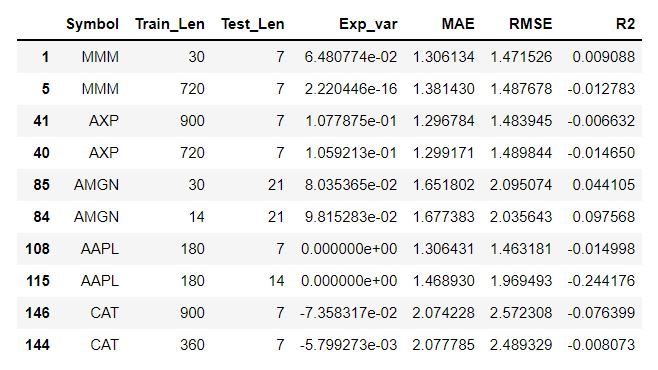 Symbol Train_Len Test_Len Exp_var MAE RMSE R2
1 MMM 30 7 6.480774e-02 1.306134 1.471526 0.009088
5 MMM 720 7 2.220446e-16 1.381430 1.487678 -0.012783
41 AXP 900 7 1.077875e-01 1.296784 1.483945 -0.006632
40 AXP 720 7 1.059213e-01 1.299171 1.489844 -0.014650
85 AMGN 30 21 8.035365e-02 1.651802 2.095074 0.044105
84 AMGN 14 21 9.815283e-02 1.677383 2.035643 0.097568
108 AAPL 180 7 0.000000e+00 1.306431 1.463181 -0.014998
115 AAPL 180 14 0.000000e+00 1.468930 1.969493 -0.244176
146 CAT 900 7 -7.358317e-02 2.074228 2.572308 -0.076399
144 CAT 360 7 -5.799273e-03 2.077785 2.489329 -0.008073